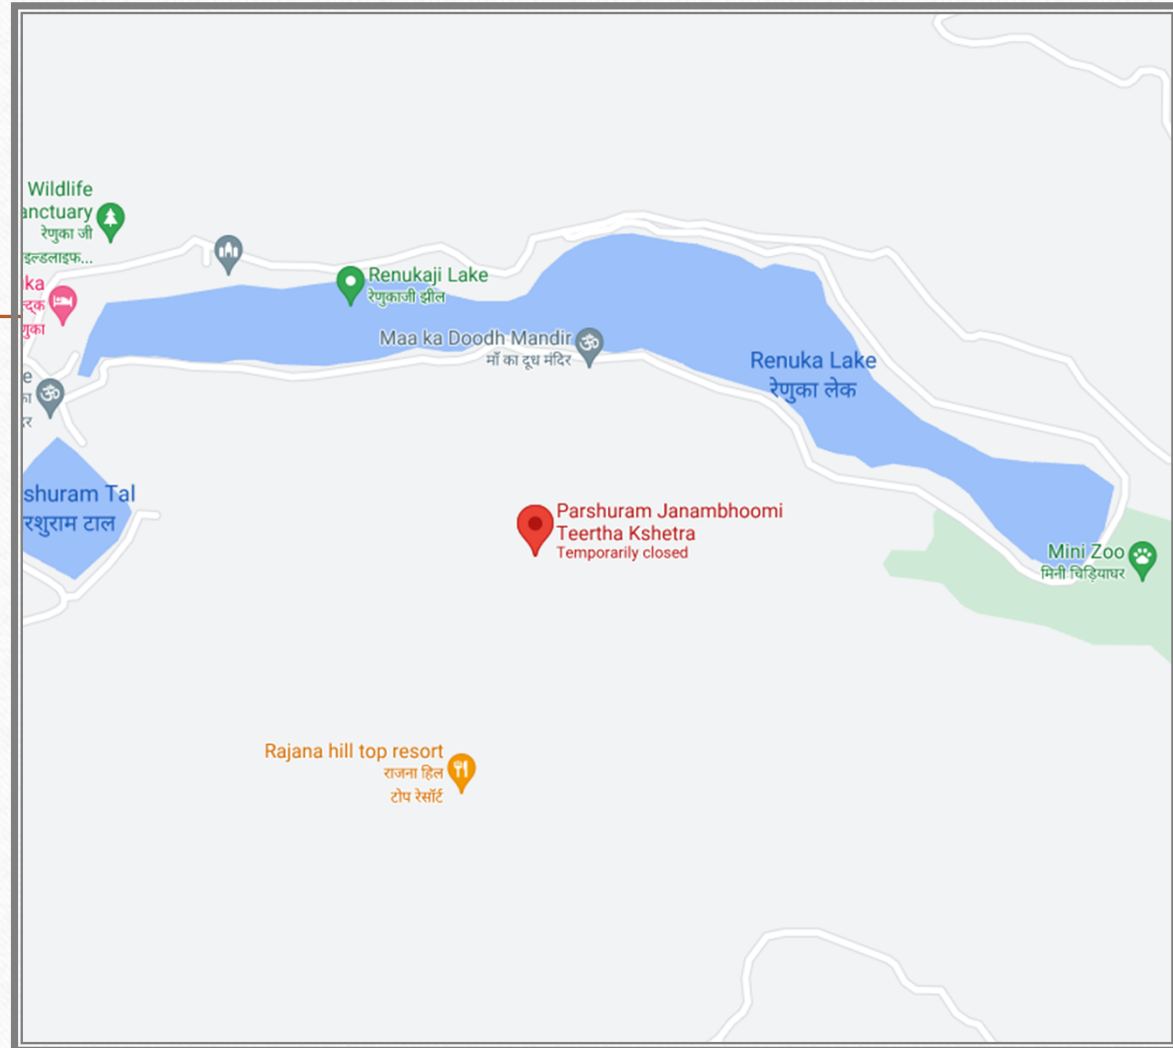 Wildlife
anctuary
रेणुका जी
इल्डलाइफ...
ka
णुका
Renukaji Lake
रेणुकाजी झील
Maa ka Doodh Mandir
माँ का दूध मंदिर
Renuka Lake
रेणुका लेक
e
shuram Tal
रशुराम टाल
Parshuram Janambhoomi
Teertha Kshetra
Temporarily closed
Mini Zoo
मिनी चिड़ियाघर
Rajana hill top resort
राजना हिल
टोप रेसॉर्ट